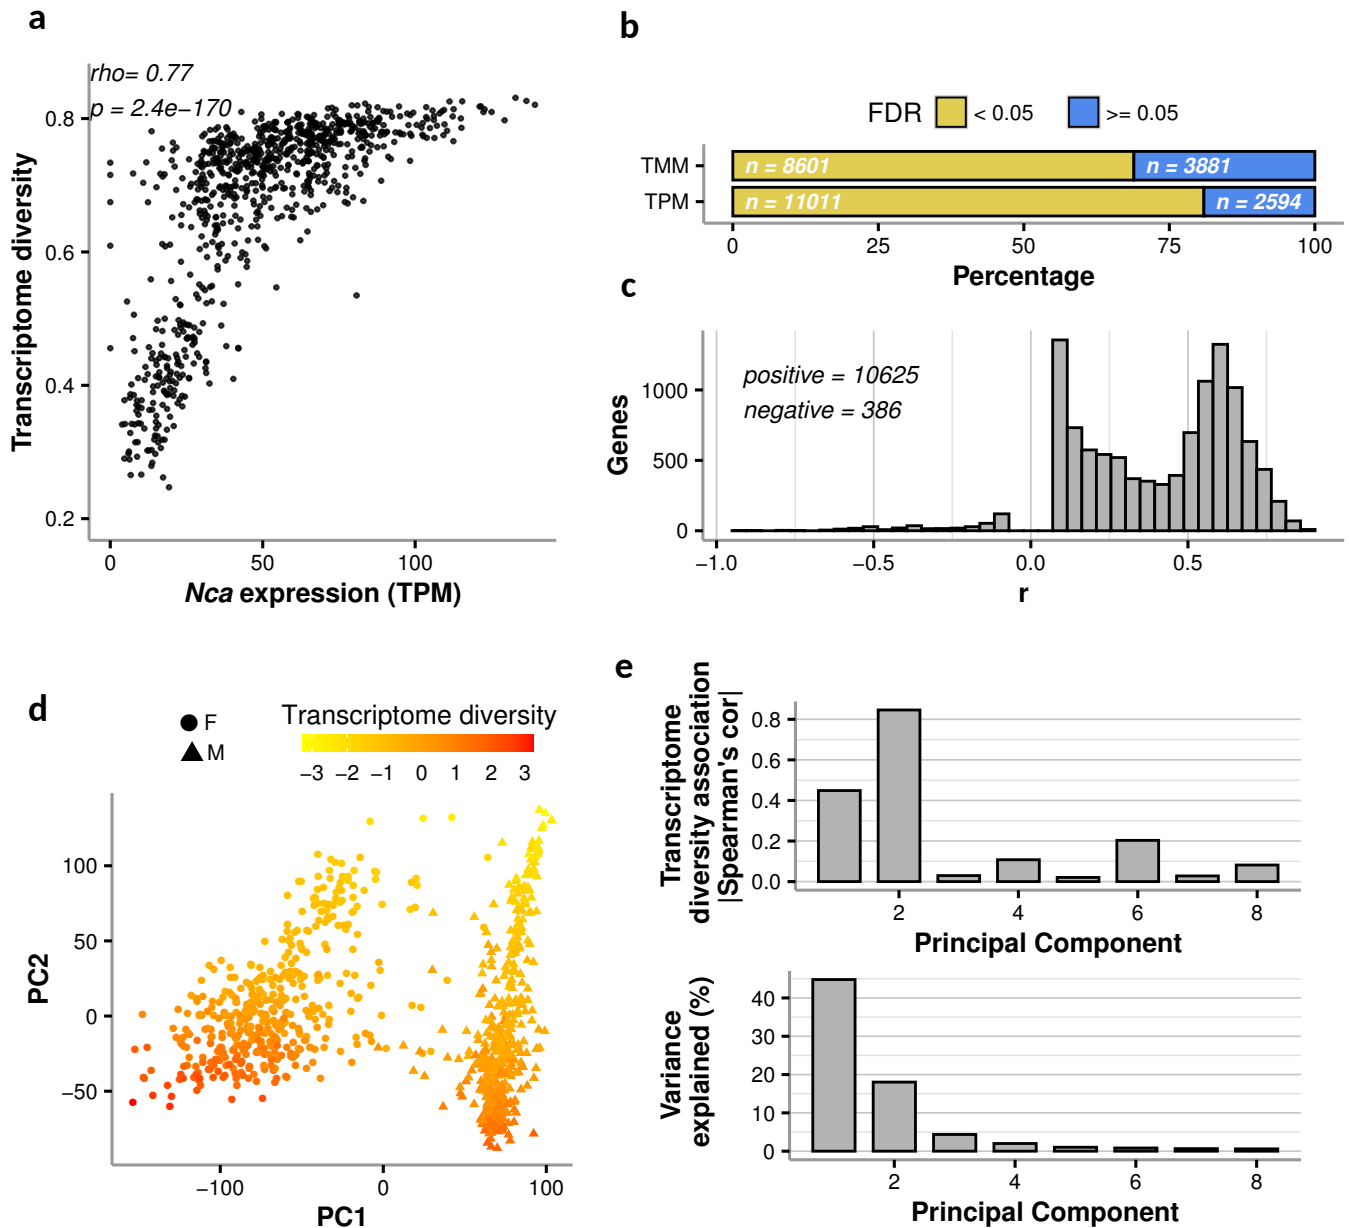 a
rho= 0.77
p = 2.4e−170
0.8
0.6
0.4
0.2
Transcriptome diversity
0 50 100
Nca expression (TPM)
b
FDR < 0.05 >= 0.05
TMM n = 8601 n = 3881
TPM n = 11011 n = 2594
0 25 50 75 100
Percentage
c
positive = 10625
negative = 386
1000
500
0
Genes
−1.0 −0.5 0.0 0.5
r
d
F
M
Transcriptome diversity
−3 −2 −1 0 1 2 3
100
50
0
−50
PC2
−100 0 100
PC1
e
Transcriptome
diversity association
|Spearman's cor|
0.8
0.6
0.4
0.2
0.0
2 4 6 8
Principal Component
Variance
explained (%)
40
30
20
10
0
2 4 6 8
Principal Component